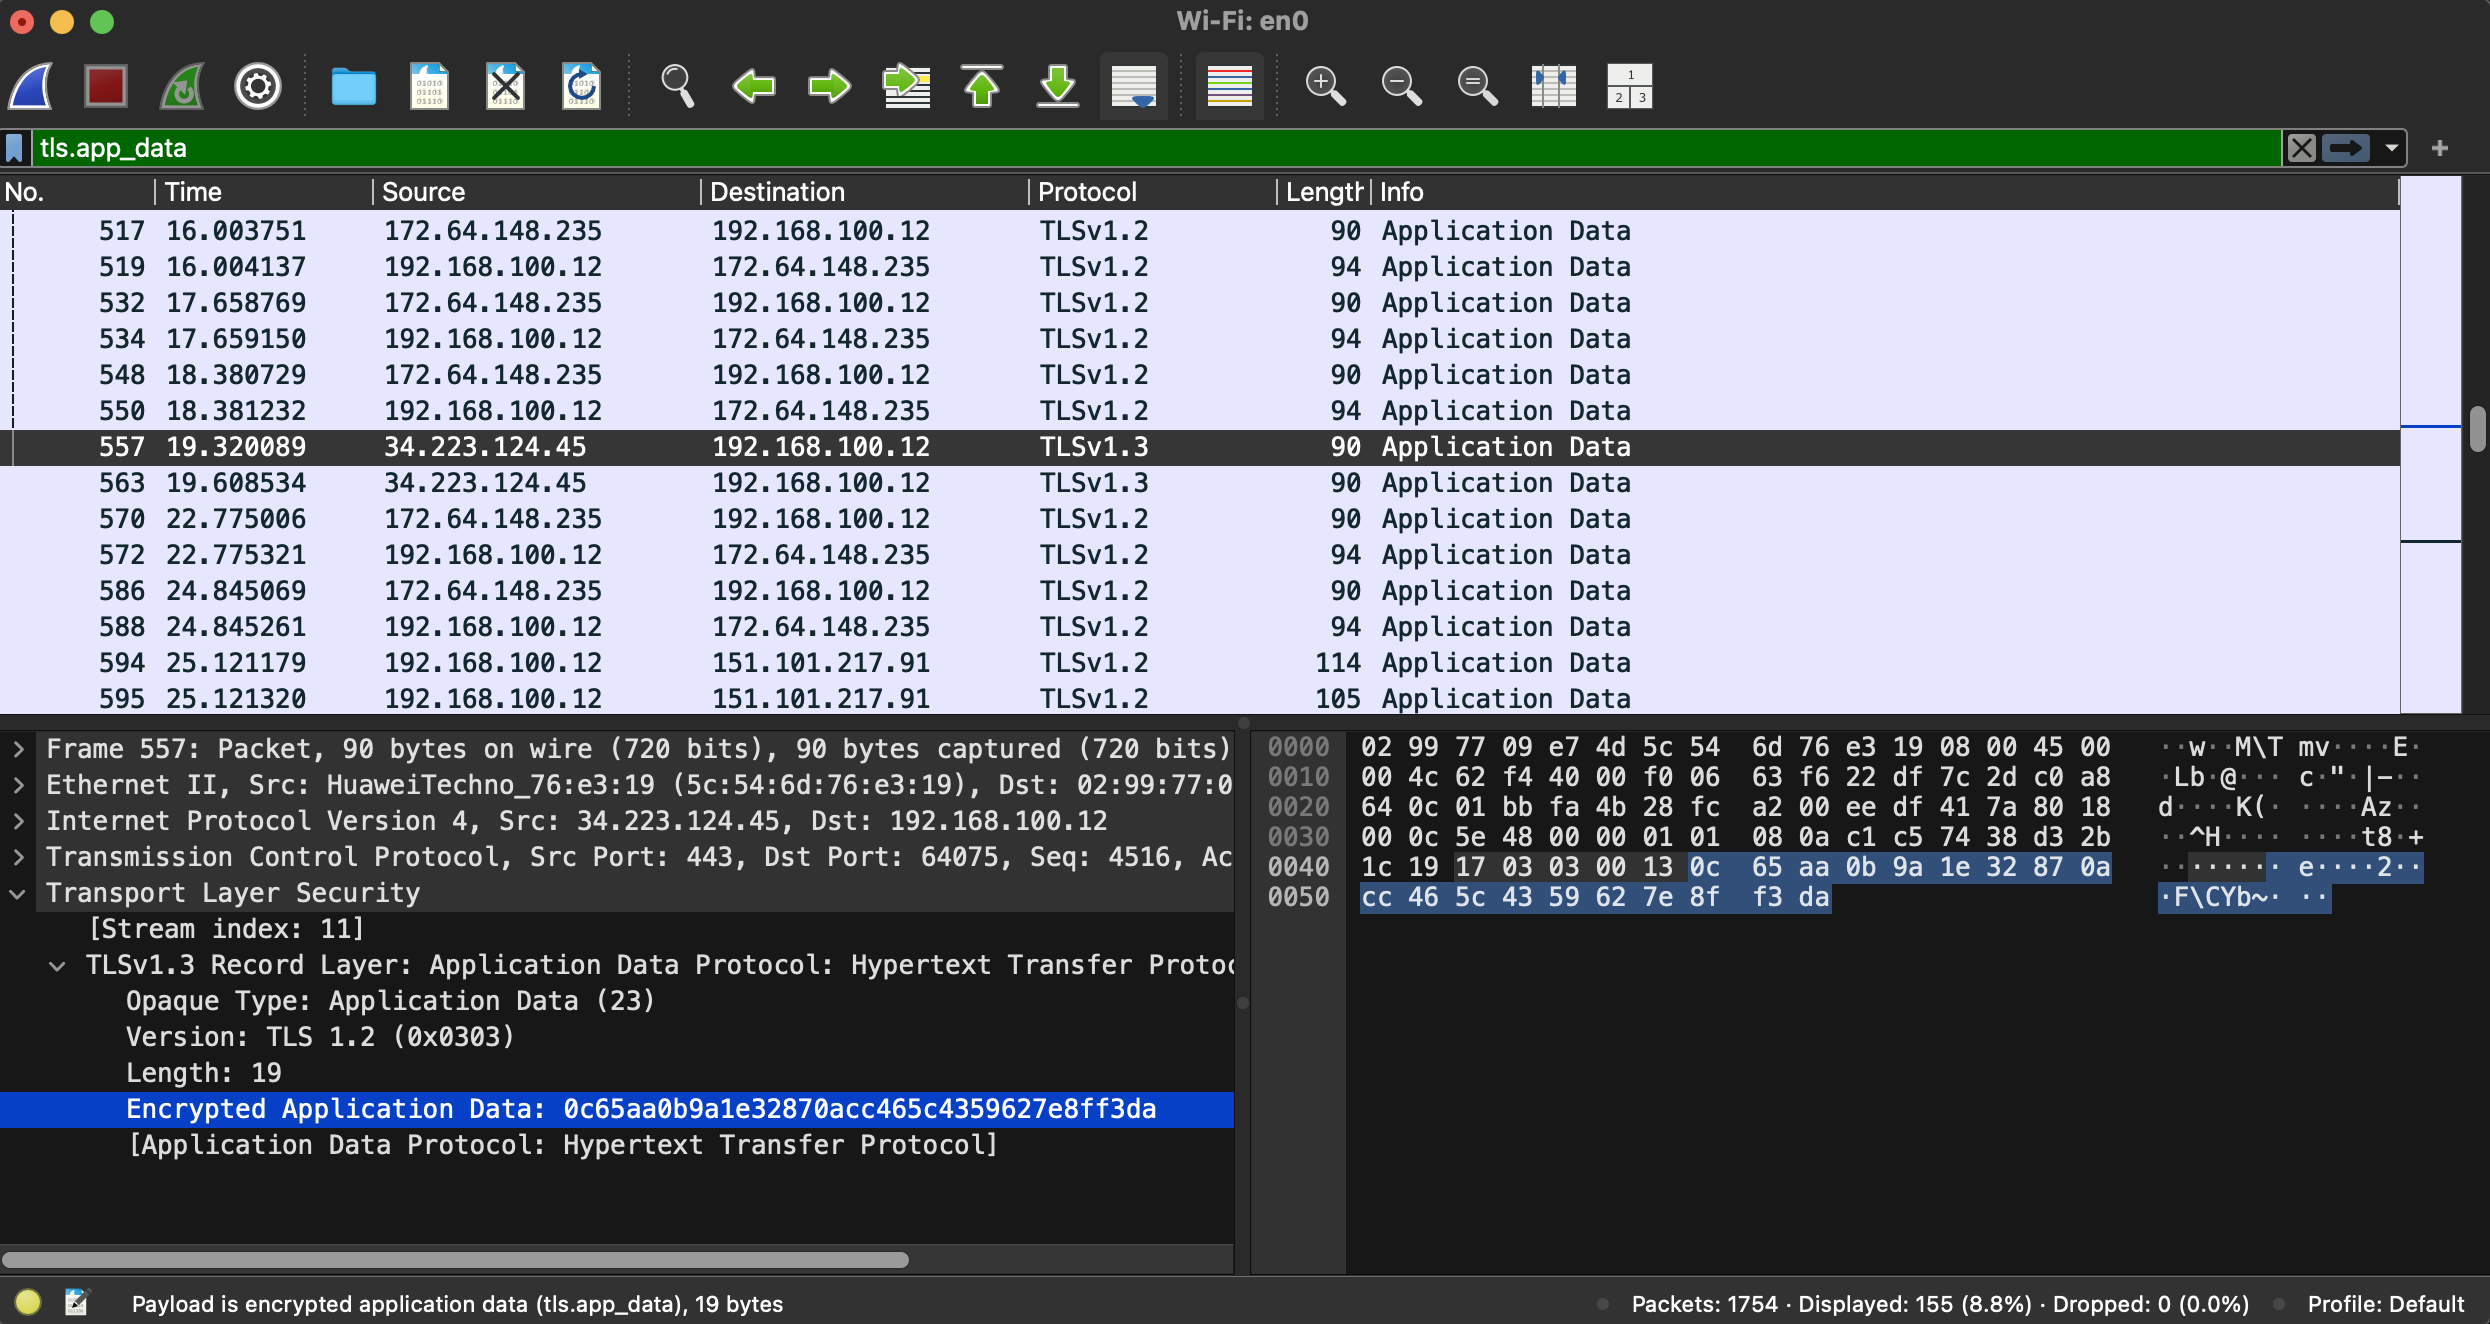 Wi-Fi: en0
tls.app_data
No. Time Source Destination Protocol Length Info
517 16.003751 172.64.148.235 192.168.100.12 TLSv1.2 90 Application Data
519 16.004137 192.168.100.12 172.64.148.235 TLSv1.2 94 Application Data
532 17.658769 172.64.148.235 192.168.100.12 TLSv1.2 90 Application Data
534 17.659150 192.168.100.12 172.64.148.235 TLSv1.2 94 Application Data
548 18.380729 172.64.148.235 192.168.100.12 TLSv1.2 90 Application Data
550 18.381232 192.168.100.12 172.64.148.235 TLSv1.2 94 Application Data
557 19.320089 34.223.124.45 192.168.100.12 TLSv1.3 90 Application Data
563 19.608534 34.223.124.45 192.168.100.12 TLSv1.3 90 Application Data
570 22.775006 172.64.148.235 192.168.100.12 TLSv1.2 90 Application Data
572 22.775321 192.168.100.12 172.64.148.235 TLSv1.2 94 Application Data
586 24.845069 172.64.148.235 192.168.100.12 TLSv1.2 90 Application Data
588 24.845261 192.168.100.12 172.64.148.235 TLSv1.2 94 Application Data
594 25.121179 192.168.100.12 151.101.217.91 TLSv1.2 114 Application Data
595 25.121320 192.168.100.12 151.101.217.91 TLSv1.2 105 Application Data
Frame 557: Packet, 90 bytes on wire (720 bits), 90 bytes captured (720 bits)
Ethernet II, Src: HuaweiTechno_76:e3:19 (5c:54:6d:76:e3:19), Dst: 02:99:77:0
Internet Protocol Version 4, Src: 34.223.124.45, Dst: 192.168.100.12
Transmission Control Protocol, Src Port: 443, Dst Port: 64075, Seq: 4516, Ac
Transport Layer Security
[Stream index: 11]
TLSv1.3 Record Layer: Application Data Protocol: Hypertext Transfer Protoc
Opaque Type: Application Data (23)
Version: TLS 1.2 (0x0303)
Length: 19
Encrypted Application Data: 0c65aa0b9a1e32870acc465c4359627e8ff3da
[Application Data Protocol: Hypertext Transfer Protocol]
0000 02 99 77 09 e7 4d 5c 54 6d 76 e3 19 08 00 45 00 ··w··M\T mv····E·
0010 00 4c 62 f4 40 00 f0 06 63 f6 22 df 7c 2d c0 a8 ·Lb·@··· c·"·|-··
0020 64 0c 01 bb fa 4b 28 fc a2 00 ee df 41 7a 80 18 d····K(· ····Az··
0030 00 0c 5e 48 00 00 01 01 08 0a c1 c5 74 38 d3 2b ··^H···· ····t8·+
0040 1c 19 17 03 03 00 13 0c 65 aa 0b 9a 1e 32 87 0a ········ e····2··
0050 cc 46 5c 43 59 62 7e 8f f3 da ·F\CYb~· ··
Payload is encrypted application data (tls.app_data), 19 bytes
Packets: 1754 · Displayed: 155 (8.8%) · Dropped: 0 (0.0%)
Profile: Default